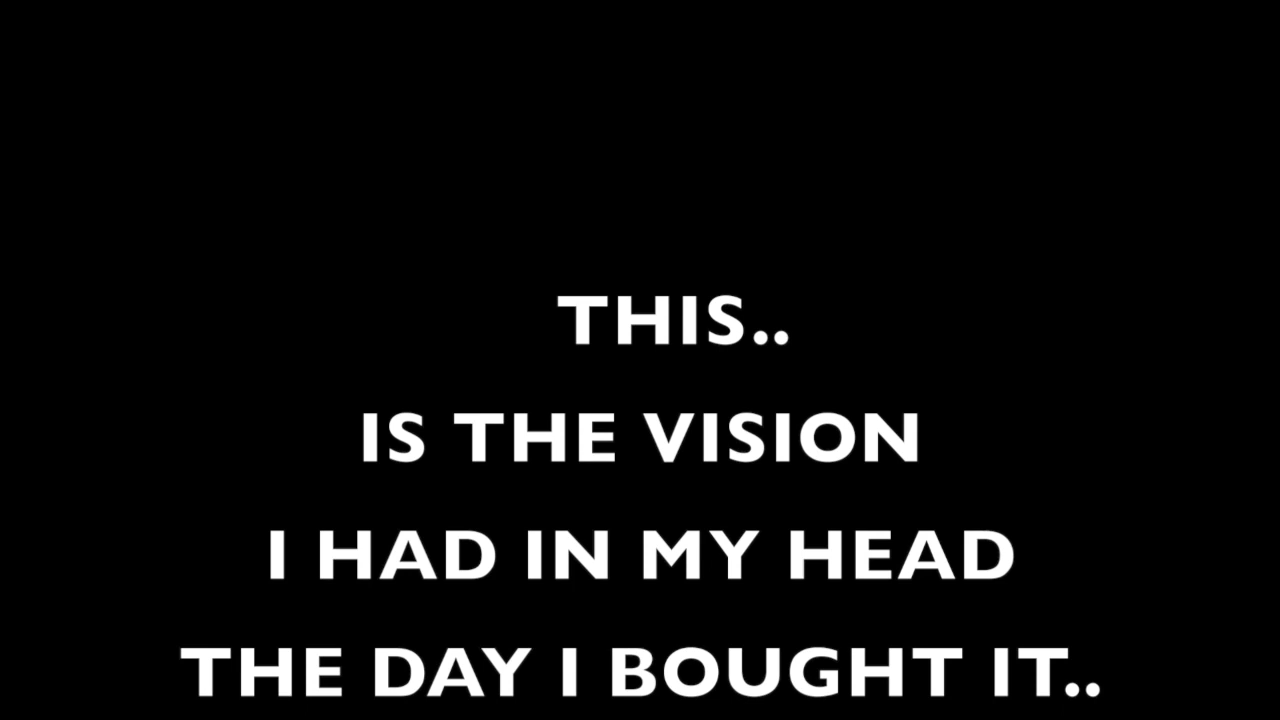 THIS..
IS THE VISION
I HAD IN MY HEAD
THE DAY I BOUGHT IT..